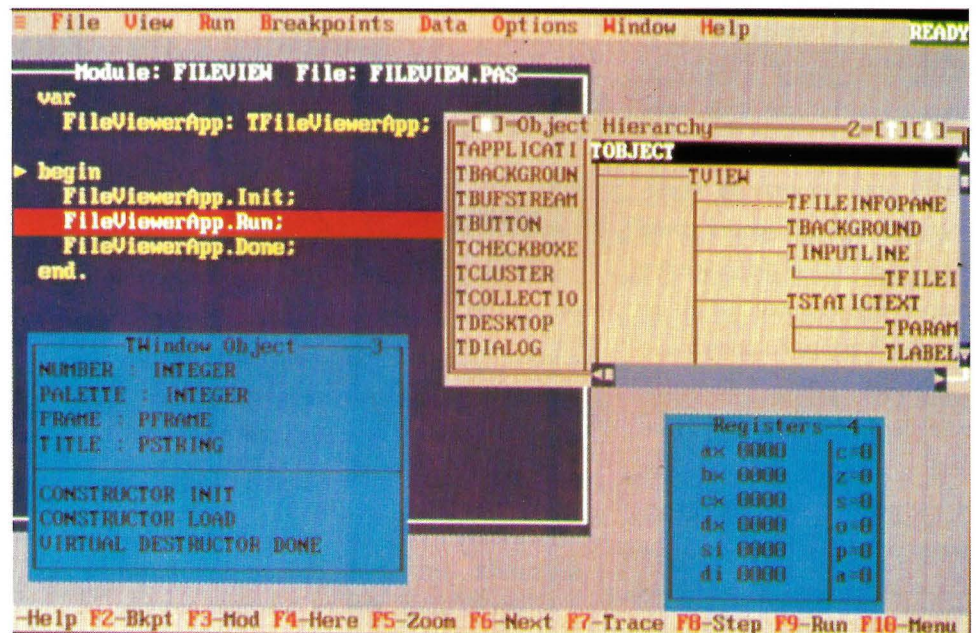 ≡ File View Run Breakpoints Data Options Window Help READY
Module: FILEVIEW File: FILEVIEW.PAS
var
FileViewerApp: TFileViewerApp;
begin
FileViewerApp.Init;
FileViewerApp.Run;
FileViewerApp.Done;
end.
Object Hierarchy 2
TAPPLICATI
TBACKGROUN
TBUFSTREAM
TBUTTON
TCHECKBOXE
TCLUSTER
TCOLLECTIO
TDESKTOP
TDIALOG
TOBJECT
TVIEW
TFILEINFOPANE
TBACKGROUND
TINPUTLINE
TFILEI
TSTATICTEXT
TPARAM
TLABEL
TWindow Object 3
NUMBER : INTEGER
PALETTE : INTEGER
FRAME : PFRAME
TITLE : PSTRING
CONSTRUCTOR INIT
CONSTRUCTOR LOAD
VIRTUAL DESTRUCTOR DONE
Registers 4
ax 0000 c=0
bx 0000 z=0
cx 0000 s=0
dx 0000 o=0
si 0000 p=0
di 0000 a=0
-Help F2-Bkpt F3-Mod F4-Here F5-Zoom F6-Next F7-Trace F8-Step F9-Run F10-Menu